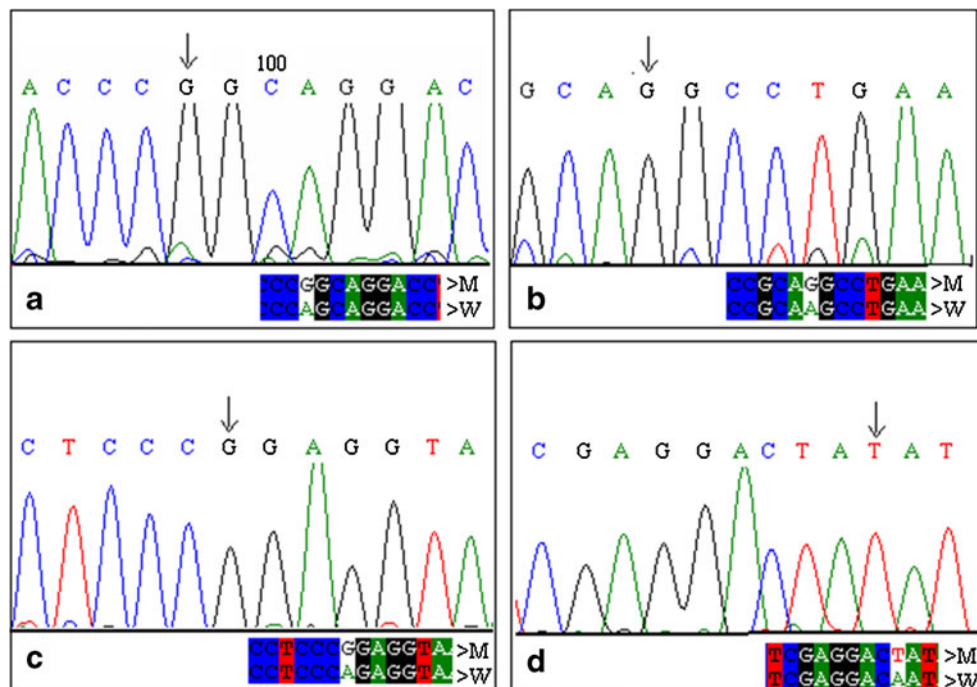 100
A C C C G G C A G G A C
a
CCCGGCAGGACC >M
CCCAGCAGGACC >W
G C A G G C C T G A A
b
CCGCAGGCCTGAA >M
CCGCAAGCCTGAA >W
C T C C C G G A G G T A
c
CCTCCCGGAGGTA >M
CCTCCCAGAGGTA >W
C G A G G A C T A T A T
d
TCGAGGACTAT >M
TCGAGGACAAT >W